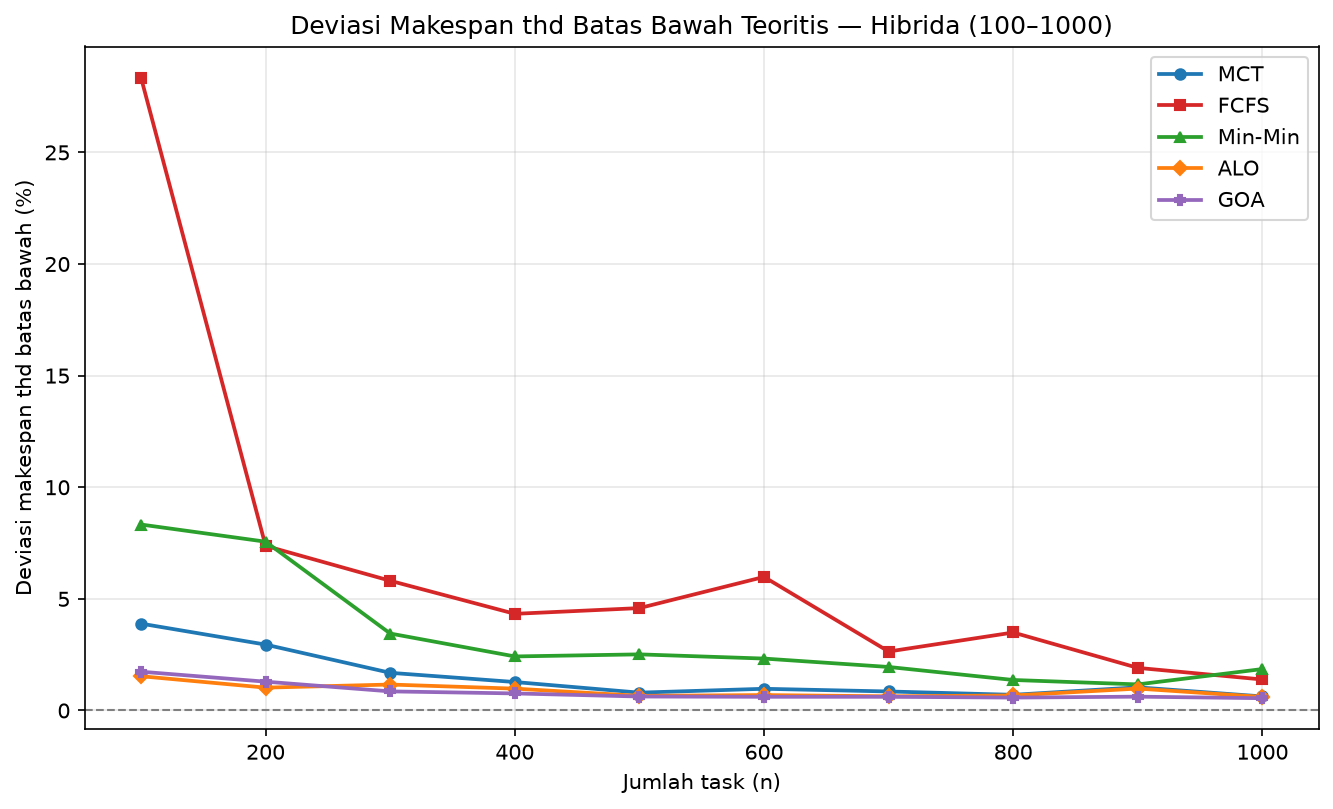 Deviasi Makespan thd Batas Bawah Teoritis — Hibrida (100–1000)
MCT
FCFS
Min-Min
ALO
GOA
Deviasi makespan thd batas bawah (%)
25
20
15
10
5
0
200
400
600
800
1000
Jumlah task (n)